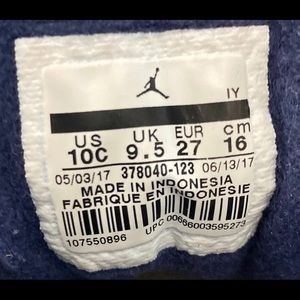 IY
US UK EUR cm
10C 9.5 27 16
05/03/17 378040-123 06/13/17
MADE IN INDONESIA
FABRIQUE EN INDONESIE
107550896
UPC 00666003595273